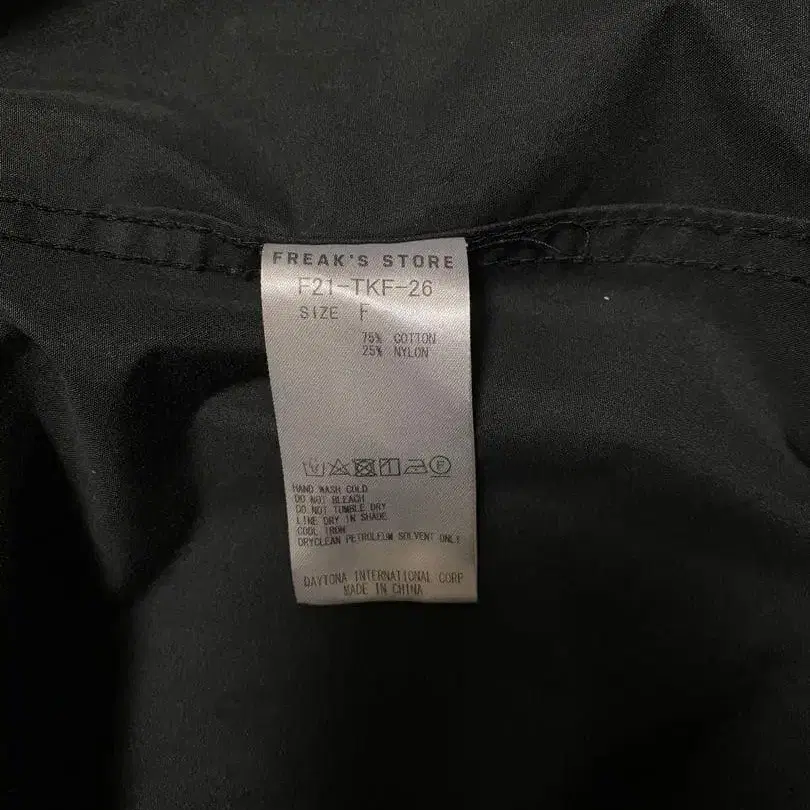 FREAK'S STORE
F21-TKF-26
SIZE F
75% COTTON
25% NYLON
HAND WASH COLD
DO NOT BLEACH
DO NOT TUMBLE DRY
LINE DRY IN SHADE
COOL IRON
DRYCLEAN PETROLEUM SOLVENT ONLY
DAYTONA INTERNATIONAL CORP
MADE IN CHINA